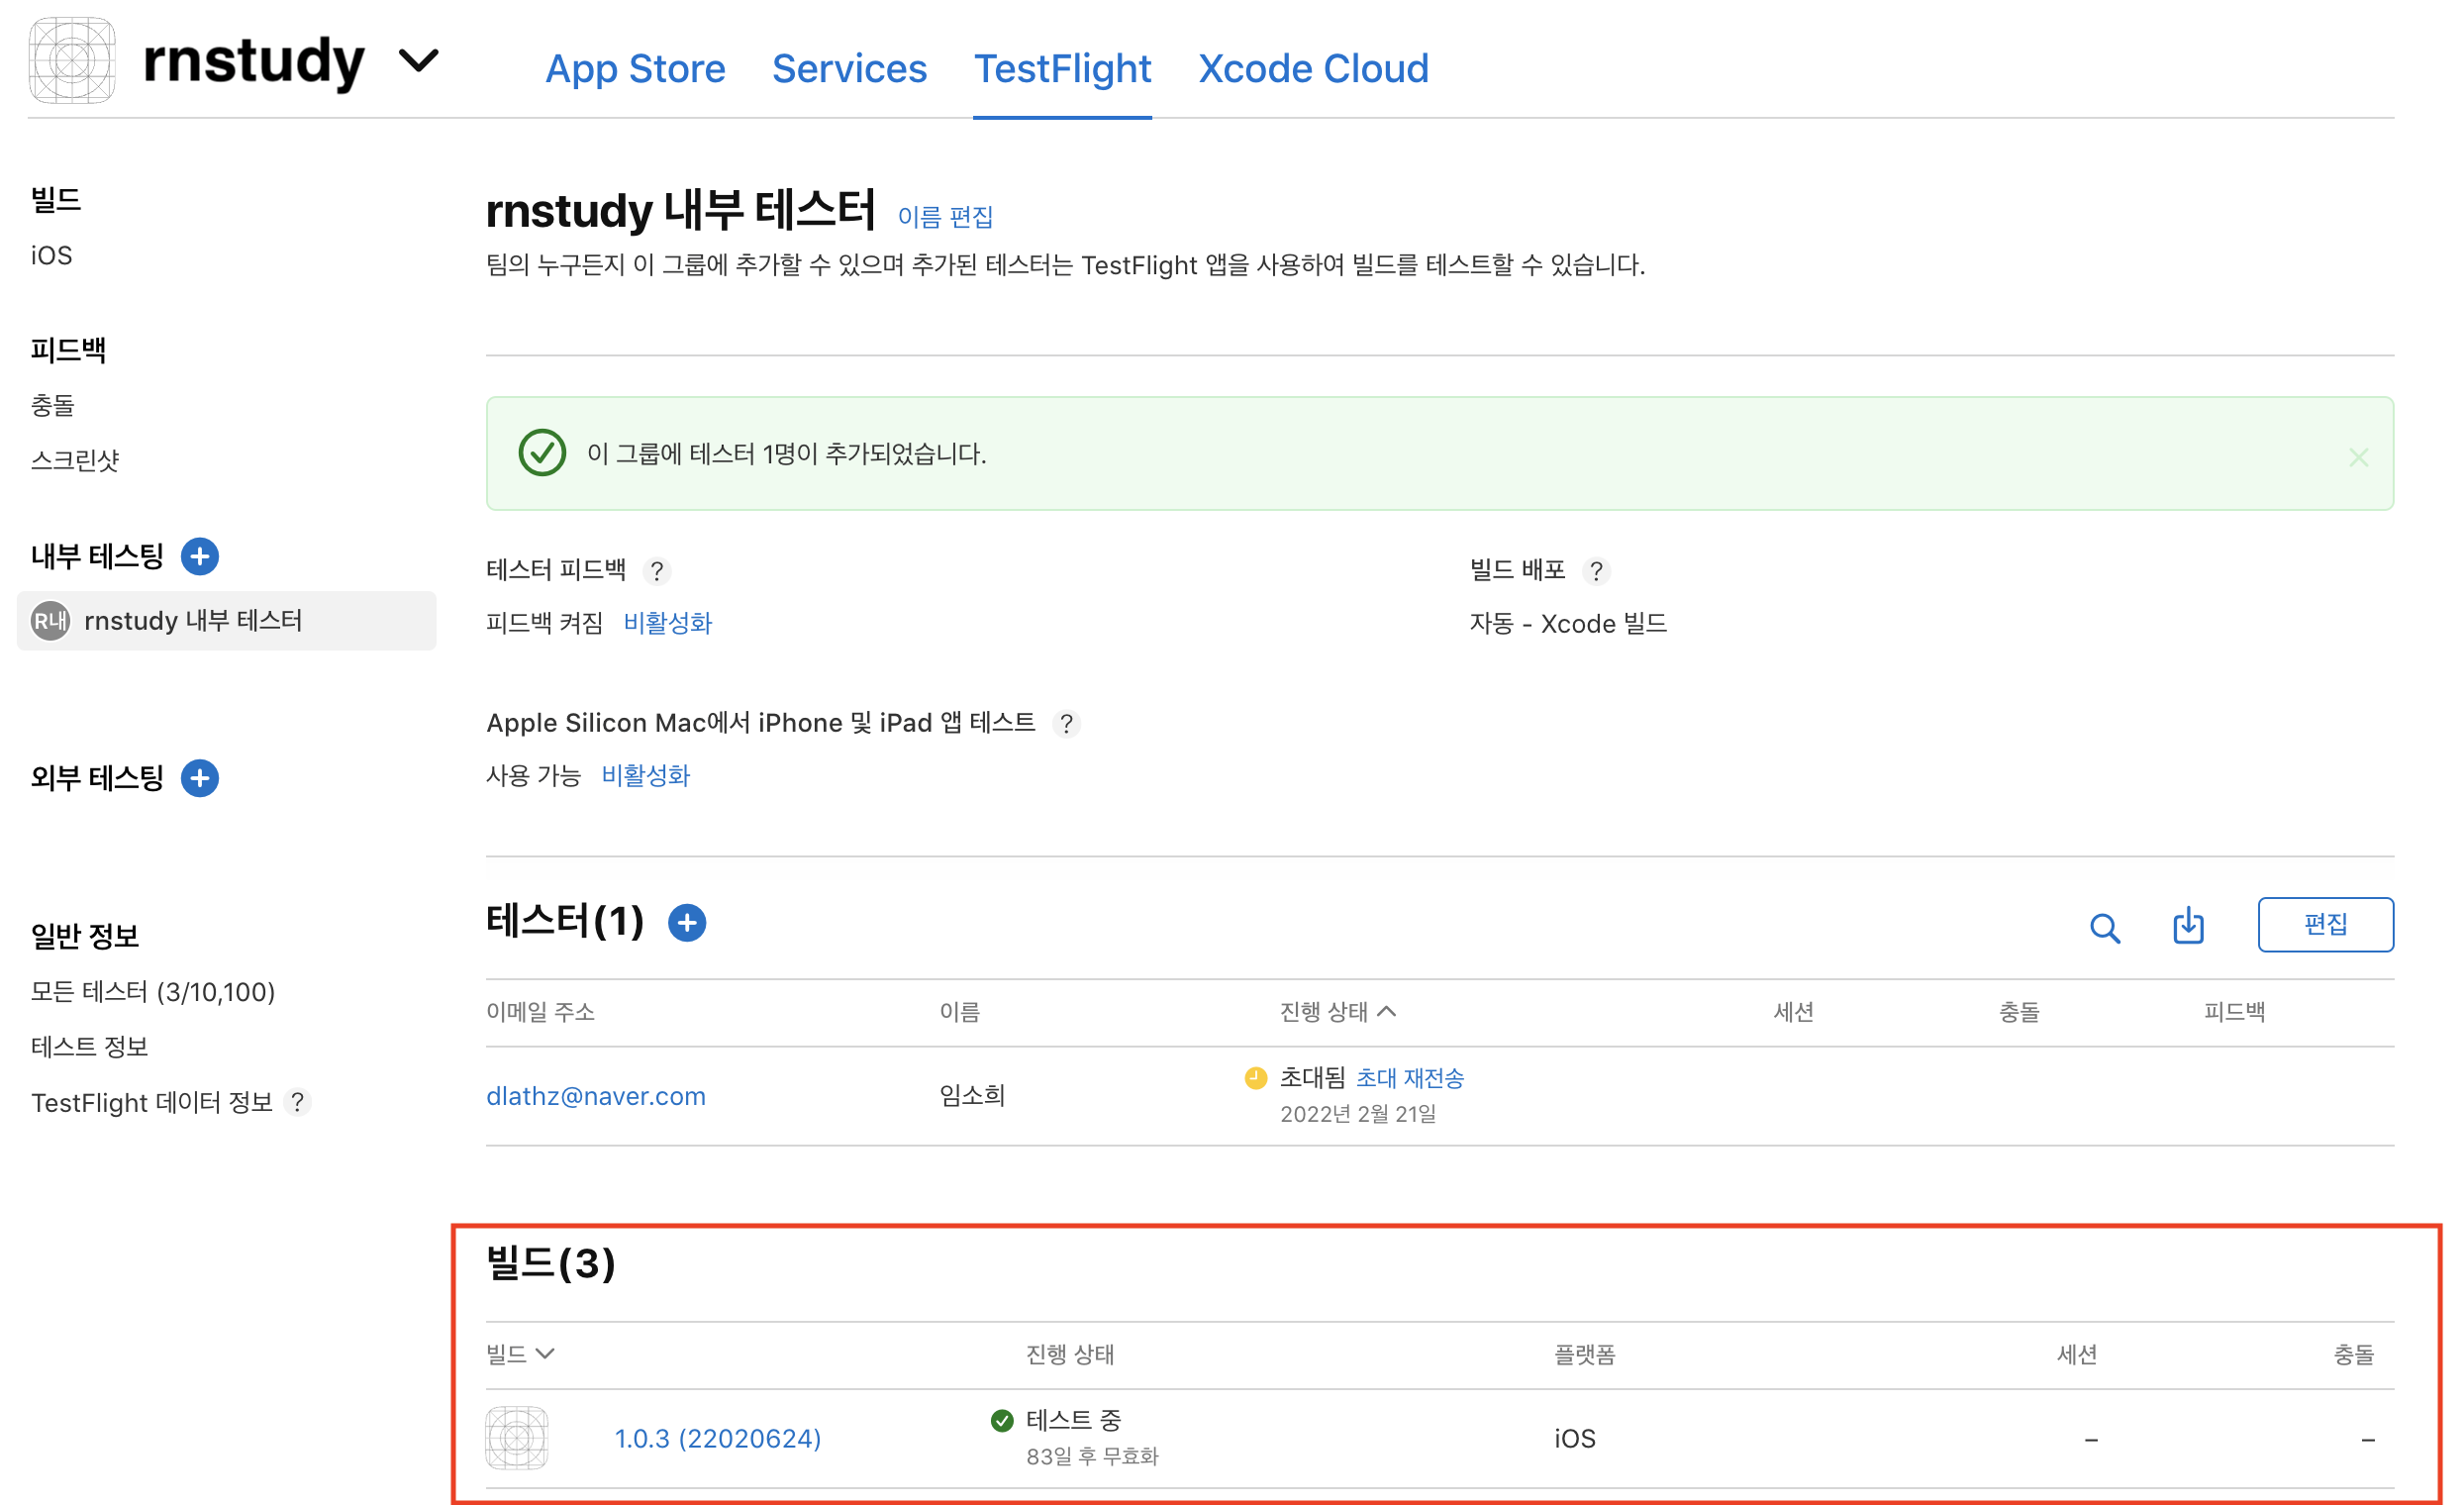 rnstudy
App Store Services TestFlight Xcode Cloud
빌드
iOS
피드백
충돌
스크린샷
내부 테스팅
R내 rnstudy 내부 테스터
외부 테스팅
일반 정보
모든 테스터 (3/10,100)
테스트 정보
TestFlight 데이터 정보 ?
rnstudy 내부 테스터 이름 편집
팀의 누구든지 이 그룹에 추가할 수 있으며 추가된 테스터는 TestFlight 앱을 사용하여 빌드를 테스트할 수 있습니다.
이 그룹에 테스터 1명이 추가되었습니다.
테스터 피드백 ?
피드백 켜짐 비활성화
빌드 배포 ?
자동 - Xcode 빌드
Apple Silicon Mac에서 iPhone 및 iPad 앱 테스트 ?
사용 가능 비활성화
테스터(1)
편집
이메일 주소 이름 진행 상태 세션 충돌 피드백
dlathz@naver.com 임소희 초대됨 초대 재전송
2022년 2월 21일
빌드(3)
빌드 진행 상태 플랫폼 세션 충돌
1.0.3 (22020624) 테스트 중 iOS – –
83일 후 무효화